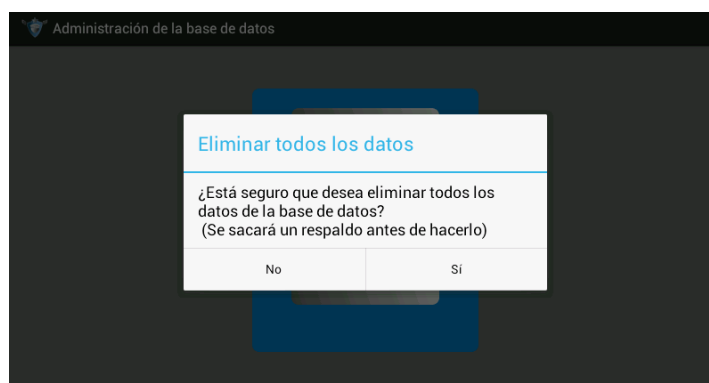 Administración de la base de datos
Eliminar todos los datos
¿Está seguro que desea eliminar todos los
datos de la base de datos?
(Se sacará un respaldo antes de hacerlo)
No
Sí